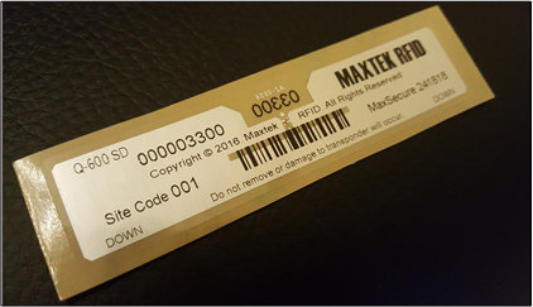 MAXTEK RFID
Q-600 SD 000003300
03300
Copyright © 2016 Maxtek RFID. All Rights Reserved
MaxSecure 241818
Site Code 001
Do not remove or damage to transponder will occur.
DOWN
DOWN